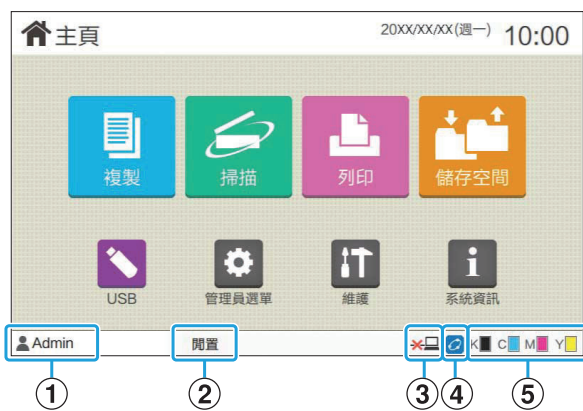 主頁
20XX/XX/XX(週一) 10:00
複製 掃描 列印 儲存空間
USB 管理員選單 維護 系統資訊
Admin 閒置 K C M Y
1 2 3 4 5